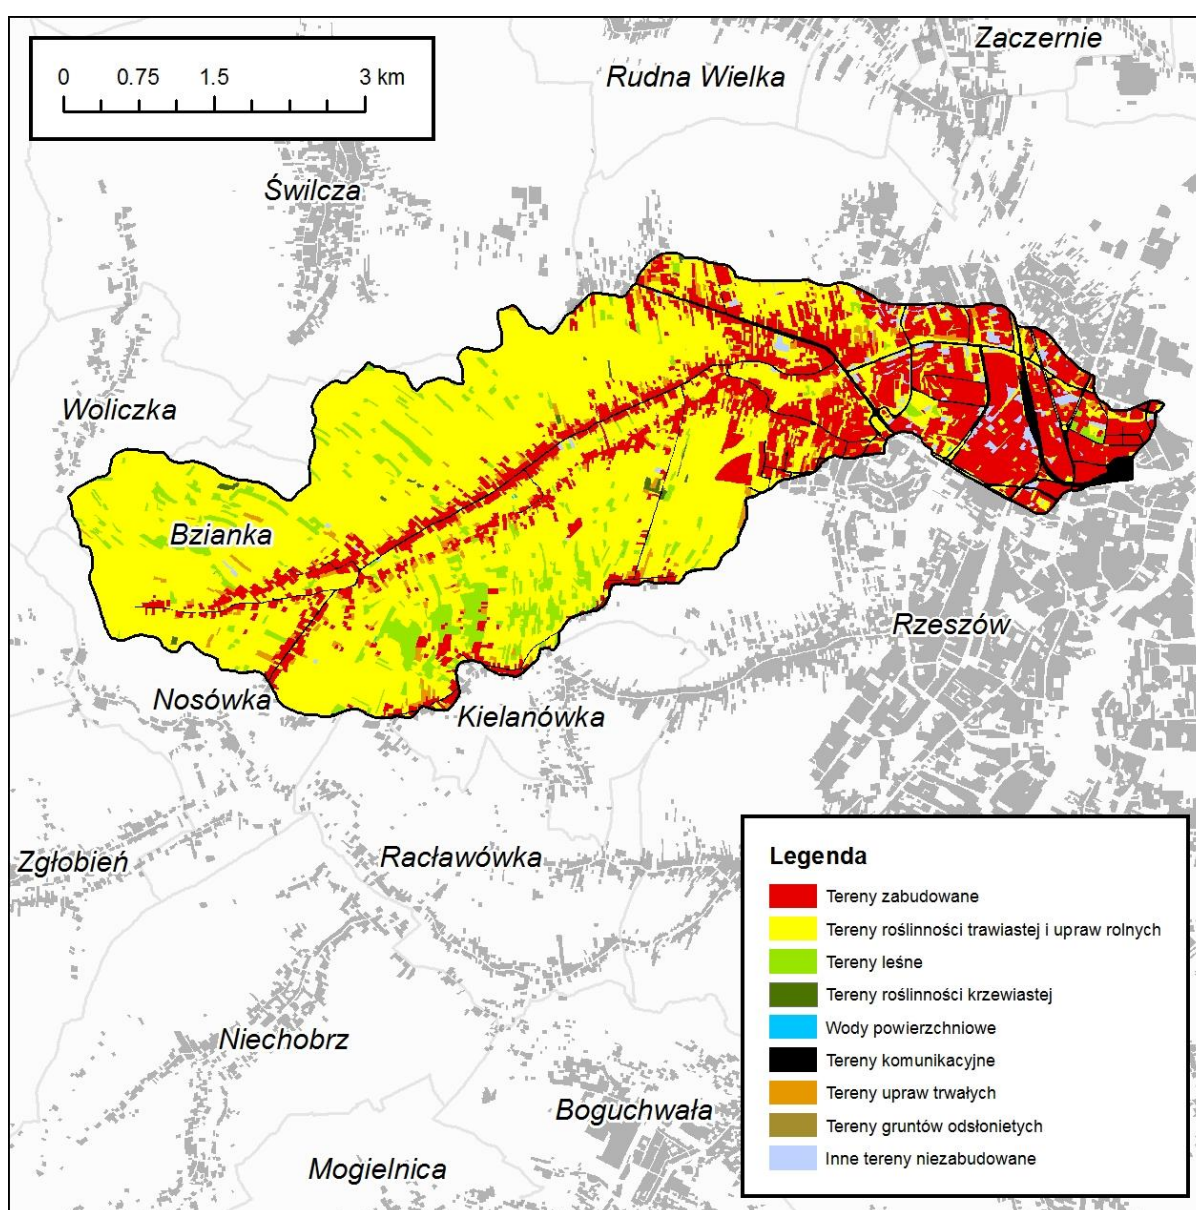 Zaczernie
Rudna Wielka
0 0.75 1.5 3 km
Świlcza
Woliczka
Bzianka
Rzeszów
Nosówka
Kielanówka
Zgłobień
Racławówka
Niechobrz
Boguchwała
Mogielnica
Legenda
Tereny zabudowane
Tereny roślinności trawiastej i upraw rolnych
Tereny leśne
Tereny roślinności krzewiastej
Wody powierzchniowe
Tereny komunikacyjne
Tereny upraw trwałych
Tereny gruntów odsłonietych
Inne tereny niezabudowane